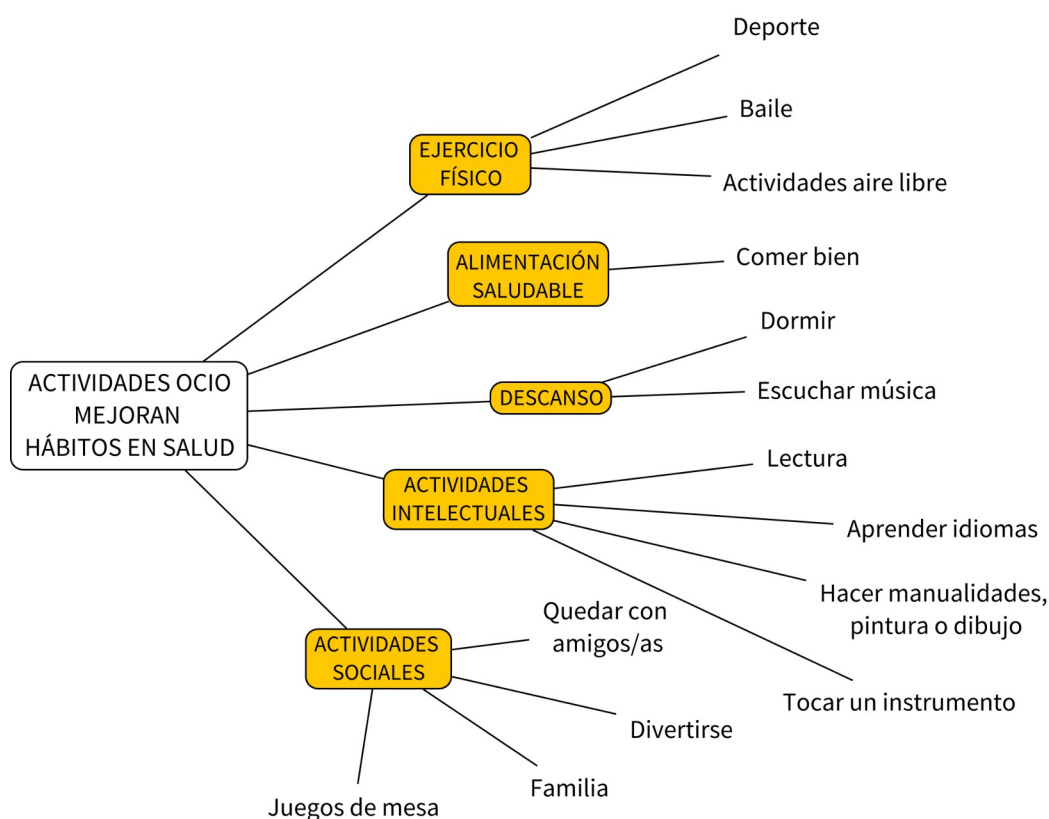 Deporte
Baile
EJERCICIO
FÍSICO
Actividades aire libre
ALIMENTACIÓN
SALUDABLE
Comer bien
Dormir
ACTIVIDADES OCIO
MEJORAN
HÁBITOS EN SALUD
DESCANSO
Escuchar música
ACTIVIDADES
INTELECTUALES
Lectura
Aprender idiomas
Hacer manualidades,
pintura o dibujo
Tocar un instrumento
ACTIVIDADES
SOCIALES
Quedar con
amigos/as
Divertirse
Familia
Juegos de mesa